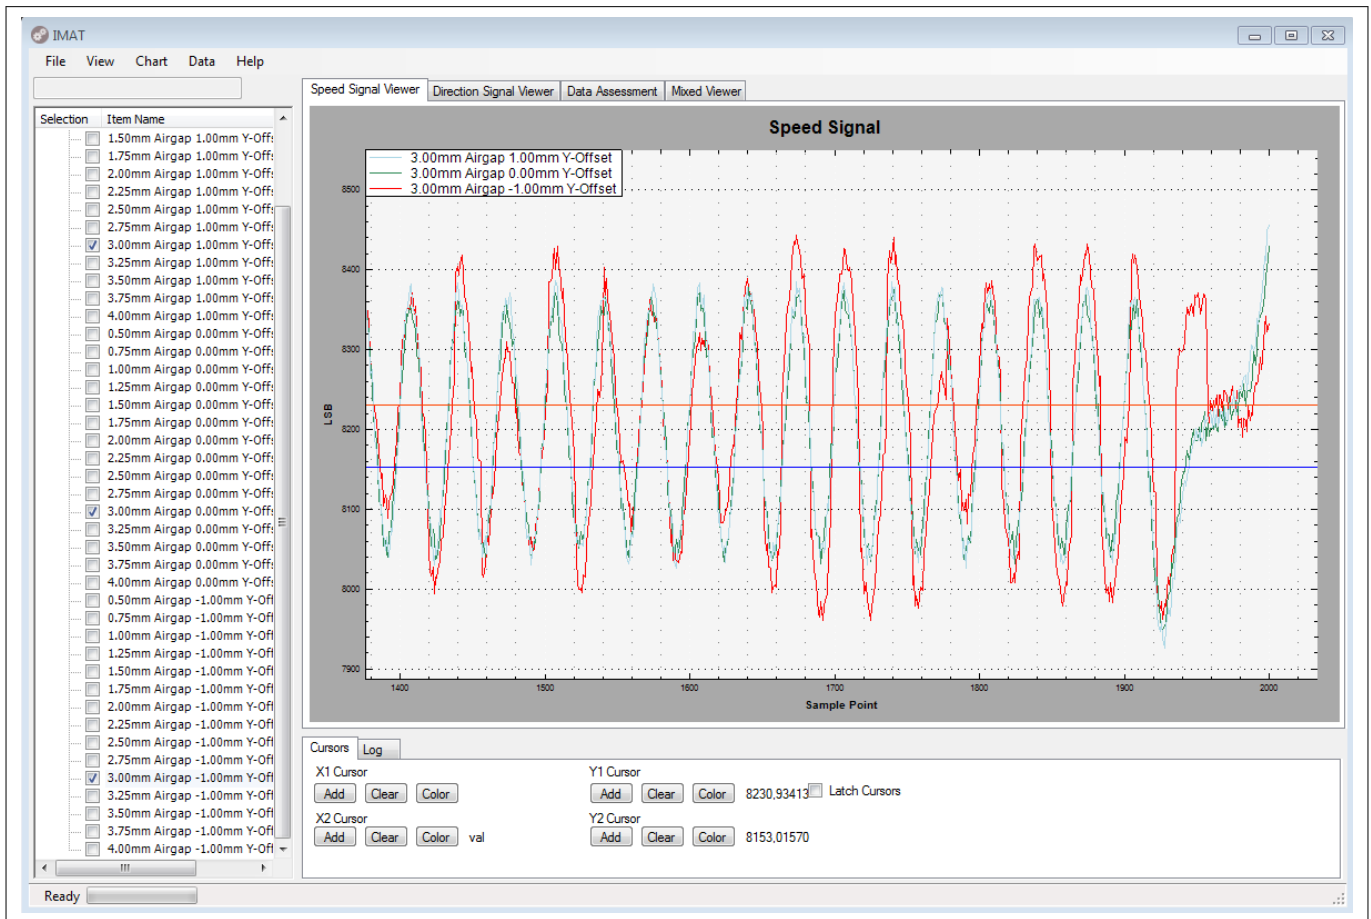 IMAT
File View Chart Data Help
Speed Signal Viewer Direction Signal Viewer Data Assessment Mixed Viewer
Selection Item Name
1.50mm Airgap 1.00mm Y-Offs
1.75mm Airgap 1.00mm Y-Offs
2.00mm Airgap 1.00mm Y-Offs
2.25mm Airgap 1.00mm Y-Offs
2.50mm Airgap 1.00mm Y-Offs
2.75mm Airgap 1.00mm Y-Offs
3.00mm Airgap 1.00mm Y-Offs
3.25mm Airgap 1.00mm Y-Offs
3.50mm Airgap 1.00mm Y-Offs
3.75mm Airgap 1.00mm Y-Offs
4.00mm Airgap 1.00mm Y-Offs
0.50mm Airgap 0.00mm Y-Offs
0.75mm Airgap 0.00mm Y-Offs
1.00mm Airgap 0.00mm Y-Offs
1.25mm Airgap 0.00mm Y-Offs
1.50mm Airgap 0.00mm Y-Offs
1.75mm Airgap 0.00mm Y-Offs
2.00mm Airgap 0.00mm Y-Offs
2.25mm Airgap 0.00mm Y-Offs
2.50mm Airgap 0.00mm Y-Offs
2.75mm Airgap 0.00mm Y-Offs
3.00mm Airgap 0.00mm Y-Offs
3.25mm Airgap 0.00mm Y-Offs
3.50mm Airgap 0.00mm Y-Offs
3.75mm Airgap 0.00mm Y-Offs
4.00mm Airgap 0.00mm Y-Offs
0.50mm Airgap -1.00mm Y-Off
0.75mm Airgap -1.00mm Y-Off
1.00mm Airgap -1.00mm Y-Off
1.25mm Airgap -1.00mm Y-Off
1.50mm Airgap -1.00mm Y-Off
1.75mm Airgap -1.00mm Y-Off
2.00mm Airgap -1.00mm Y-Off
2.25mm Airgap -1.00mm Y-Off
2.50mm Airgap -1.00mm Y-Off
2.75mm Airgap -1.00mm Y-Off
3.00mm Airgap -1.00mm Y-Off
3.25mm Airgap -1.00mm Y-Off
3.50mm Airgap -1.00mm Y-Off
3.75mm Airgap -1.00mm Y-Off
4.00mm Airgap -1.00mm Y-Off
Speed Signal
3.00mm Airgap 1.00mm Y-Offset
3.00mm Airgap 0.00mm Y-Offset
3.00mm Airgap -1.00mm Y-Offset
8500
8400
8300
8200
8100
8000
7900
LSB
1400 1500 1600 1700 1800 1900 2000
Sample Point
Cursors Log
X1 Cursor Y1 Cursor
Add Clear Color Add Clear Color 8230,93413 Latch Cursors
X2 Cursor Y2 Cursor
Add Clear Color val Add Clear Color 8153,01570
Ready